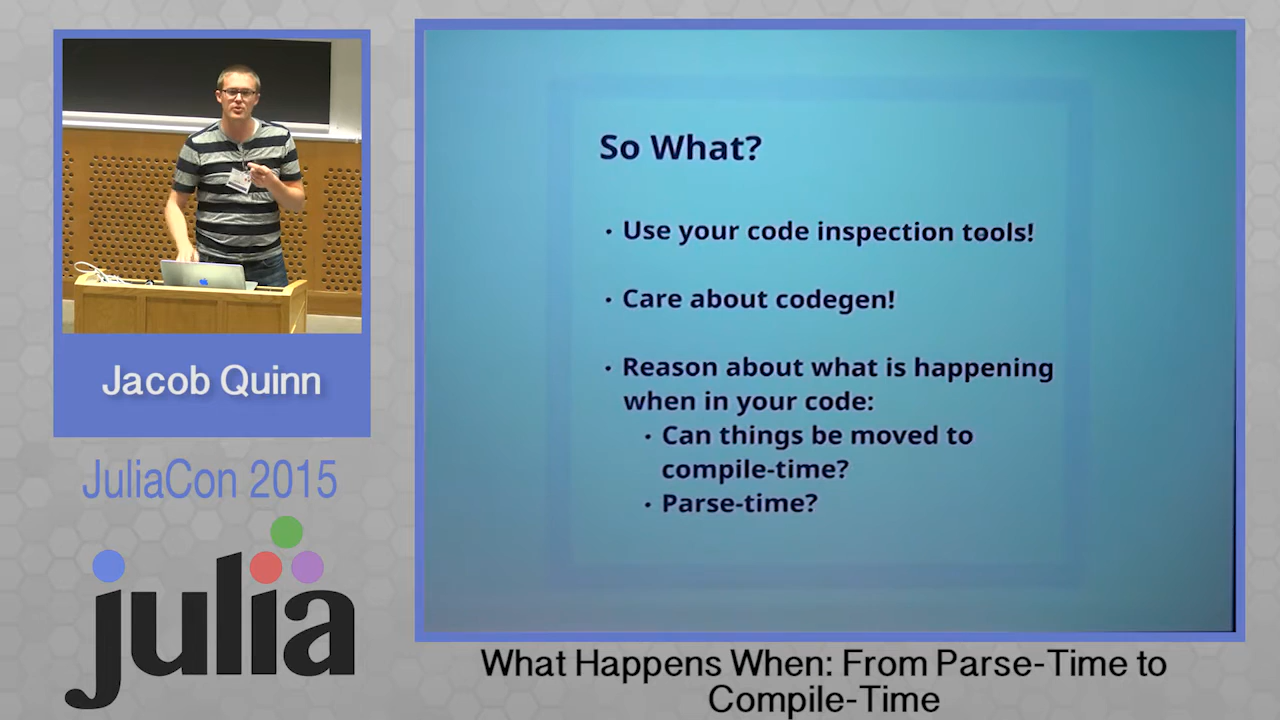 Jacob Quinn
JuliaCon 2015
julia
So What?
· Use your code inspection tools!
· Care about codegen!
· Reason about what is happening
when in your code:
· Can things be moved to
compile-time?
· Parse-time?
What Happens When: From Parse-Time to
Compile-Time